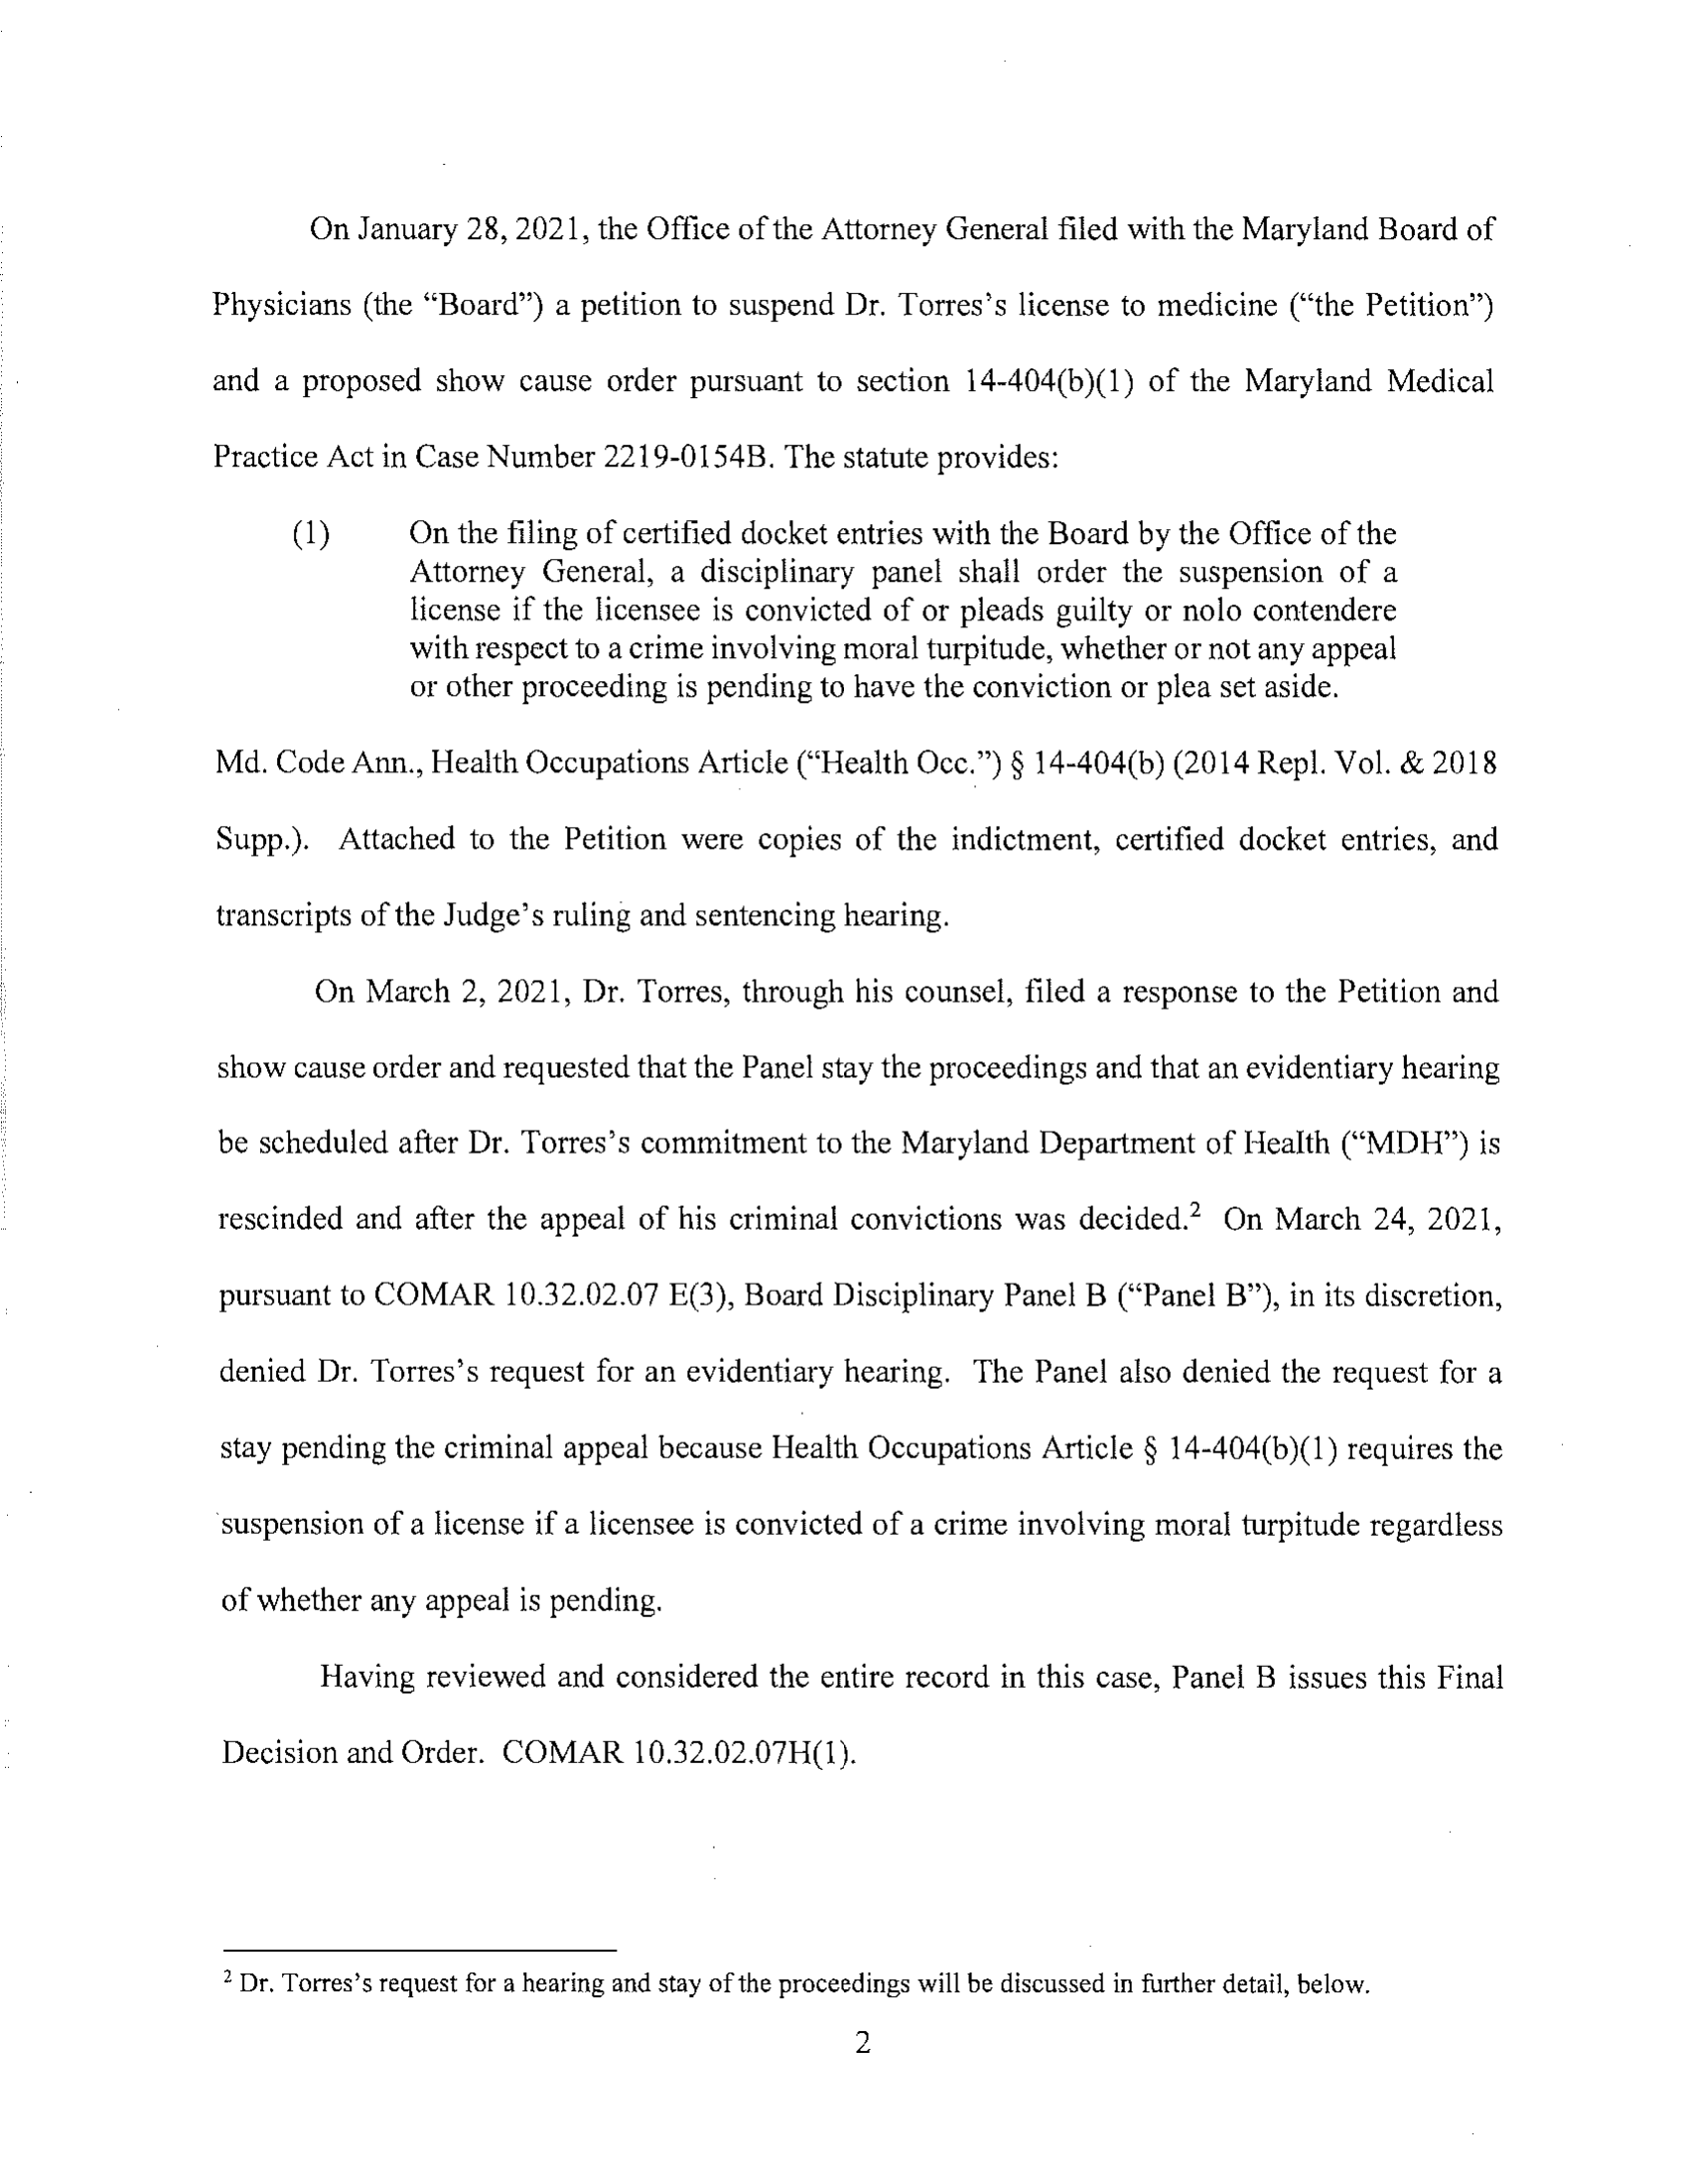 On January 28, 2021, the Office of the Attorney General filed with the Maryland Board of
Physicians (the “Board”) a petition to suspend Dr. Torres’s license to medicine (“the Petition”)
and a proposed show cause order pursuant to section 14-404(b)(1) of the Maryland Medical
Practice Act in Case Number 2219-0154B. The statute provides:
(1) On the filing of certified docket entries with the Board by the Office of the
Attorney General, a disciplinary panel shall order the suspension of a
license if the licensee is convicted of or pleads guilty or nolo contendere
with respect to a crime involving moral turpitude, whether or not any appeal
or other proceeding is pending to have the conviction or plea set aside.
Md. Code Ann., Health Occupations Article (“Health Occ.”) § 14-404(b) (2014 Repl. Vol. & 2018
Supp.). Attached to the Petition were copies of the indictment, certified docket entries, and
transcripts of the Judge’s ruling and sentencing hearing.
On March 2, 2021, Dr. Torres, through his counsel, filed a response to the Petition and
show cause order and requested that the Panel stay the proceedings and that an evidentiary hearing
be scheduled after Dr. Torres’s commitment to the Maryland Department of Health (“MDH”) is
rescinded and after the appeal of his criminal convictions was decided.² On March 24, 2021,
pursuant to COMAR 10.32.02.07 E(3), Board Disciplinary Panel B (“Panel B”), in its discretion,
denied Dr. Torres’s request for an evidentiary hearing. The Panel also denied the request for a
stay pending the criminal appeal because Health Occupations Article § 14-404(b)(1) requires the
suspension of a license if a licensee is convicted of a crime involving moral turpitude regardless
of whether any appeal is pending.
Having reviewed and considered the entire record in this case, Panel B issues this Final
Decision and Order. COMAR 10.32.02.07H(1).
² Dr. Torres’s request for a hearing and stay of the proceedings will be discussed in further detail, below.
2